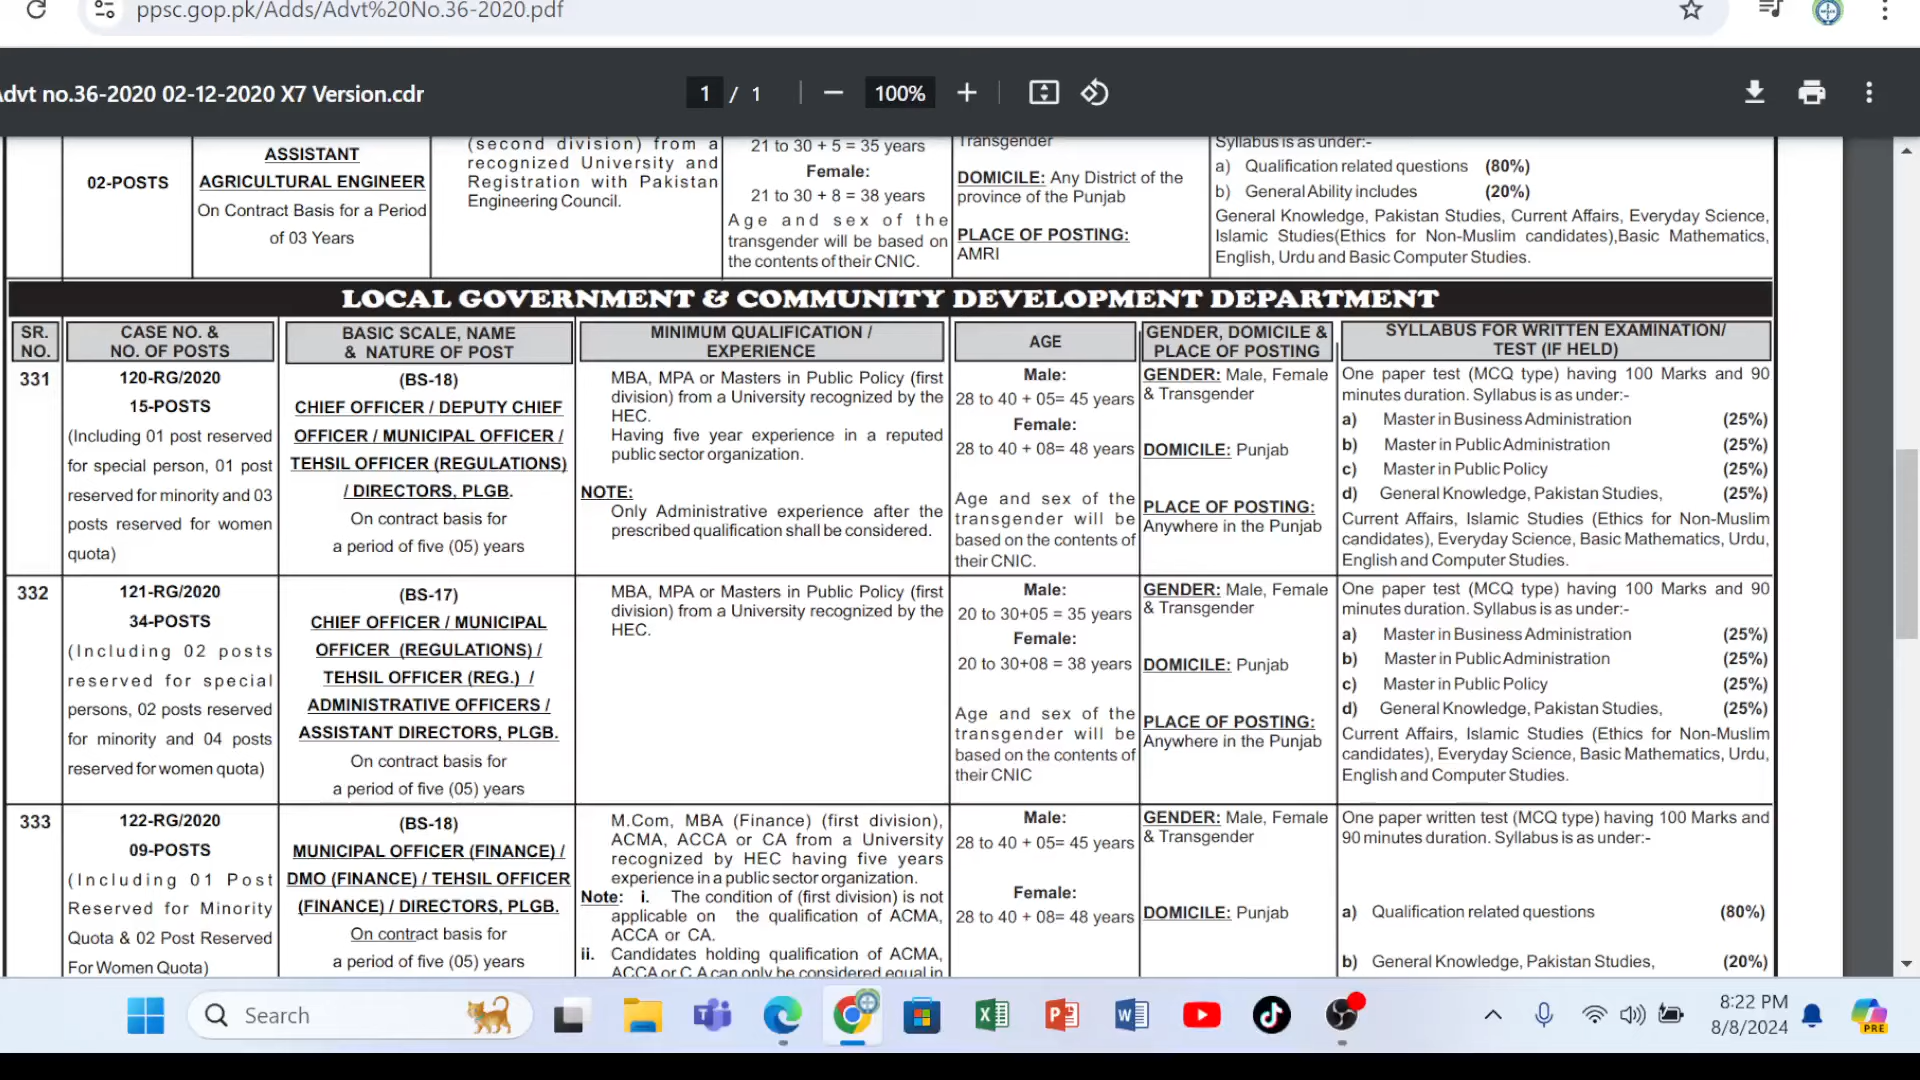 ppsc.gop.pk/Adds/Advt%20No.36-2020.pdf
Advt no.36-2020 02-12-2020 X7 Version.cdr
1 / 1
100%
02-POSTS
ASSISTANT
AGRICULTURAL ENGINEER
On Contract Basis for a Period
of 03 Years
(second division) from a
recognized University and
Registration with Pakistan
Engineering Council.
21 to 30 + 5 = 35 years
Female:
21 to 30 + 8 = 38 years
Age and sex of the
transgender will be based on
the contents of their CNIC.
Transgender
DOMICILE: Any District of the
province of the Punjab
PLACE OF POSTING:
AMRI
Syllabus is as under:-
a) Qualification related questions (80%)
b) General Ability includes (20%)
General Knowledge, Pakistan Studies, Current Affairs, Everyday Science,
Islamic Studies(Ethics for Non-Muslim candidates),Basic Mathematics,
English, Urdu and Basic Computer Studies.
LOCAL GOVERNMENT & COMMUNITY DEVELOPMENT DEPARTMENT
SR.
NO.
CASE NO. &
NO. OF POSTS
BASIC SCALE, NAME
& NATURE OF POST
MINIMUM QUALIFICATION /
EXPERIENCE
AGE
GENDER, DOMICILE &
PLACE OF POSTING
SYLLABUS FOR WRITTEN EXAMINATION/
TEST (IF HELD)
331
120-RG/2020
15-POSTS
(Including 01 post reserved
for special person, 01 post
reserved for minority and 03
posts reserved for women
quota)
(BS-18)
CHIEF OFFICER / DEPUTY CHIEF
OFFICER / MUNICIPAL OFFICER /
TEHSIL OFFICER (REGULATIONS)
/ DIRECTORS, PLGB.
On contract basis for
a period of five (05) years
MBA, MPA or Masters in Public Policy (first
division) from a University recognized by the
HEC.
Having five year experience in a reputed
public sector organization.
NOTE:
Only Administrative experience after the
prescribed qualification shall be considered.
Male:
28 to 40 + 05= 45 years
Female:
28 to 40 + 08= 48 years
Age and sex of the
transgender will be
based on the contents of
their CNIC.
GENDER: Male, Female
& Transgender
DOMICILE: Punjab
PLACE OF POSTING:
Anywhere in the Punjab
One paper test (MCQ type) having 100 Marks and 90
minutes duration. Syllabus is as under:-
a) Master in Business Administration (25%)
b) Master in Public Administration (25%)
c) Master in Public Policy (25%)
d) General Knowledge, Pakistan Studies, (25%)
Current Affairs, Islamic Studies (Ethics for Non-Muslim
candidates), Everyday Science, Basic Mathematics, Urdu,
English and Computer Studies.
332
121-RG/2020
34-POSTS
(Including 02 posts
reserved for special
persons, 02 posts reserved
for minority and 04 posts
reserved for women quota)
(BS-17)
CHIEF OFFICER / MUNICIPAL
OFFICER (REGULATIONS) /
TEHSIL OFFICER (REG.) /
ADMINISTRATIVE OFFICERS /
ASSISTANT DIRECTORS, PLGB.
On contract basis for
a period of five (05) years
MBA, MPA or Masters in Public Policy (first
division) from a University recognized by the
HEC.
Male:
20 to 30+05 = 35 years
Female:
20 to 30+08 = 38 years
Age and sex of the
transgender will be
based on the contents of
their CNIC
GENDER: Male, Female
& Transgender
DOMICILE: Punjab
PLACE OF POSTING:
Anywhere in the Punjab
One paper test (MCQ type) having 100 Marks and 90
minutes duration. Syllabus is as under:-
a) Master in Business Administration (25%)
b) Master in Public Administration (25%)
c) Master in Public Policy (25%)
d) General Knowledge, Pakistan Studies, (25%)
Current Affairs, Islamic Studies (Ethics for Non-Muslim
candidates), Everyday Science, Basic Mathematics, Urdu,
English and Computer Studies.
333
122-RG/2020
09-POSTS
(Including 01 Post
Reserved for Minority
Quota & 02 Post Reserved
For Women Quota)
(BS-18)
MUNICIPAL OFFICER (FINANCE) /
DMO (FINANCE) / TEHSIL OFFICER
(FINANCE) / DIRECTORS, PLGB.
On contract basis for
a period of five (05) years
M.Com, MBA (Finance) (first division),
ACMA, ACCA or CA from a University
recognized by HEC having five years
experience in a public sector organization.
Note: i. The condition of (first division) is not
applicable on the qualification of ACMA,
ACCA or CA.
ii. Candidates holding qualification of ACMA,
ACCA or C.A can only be considered equal in
Male:
28 to 40 + 05= 45 years
Female:
28 to 40 + 08= 48 years
GENDER: Male, Female
& Transgender
DOMICILE: Punjab
One paper written test (MCQ type) having 100 Marks and
90 minutes duration. Syllabus is as under:-
a) Qualification related questions (80%)
b) General Knowledge, Pakistan Studies, (20%)
Search
8:22 PM
8/8/2024
PRE